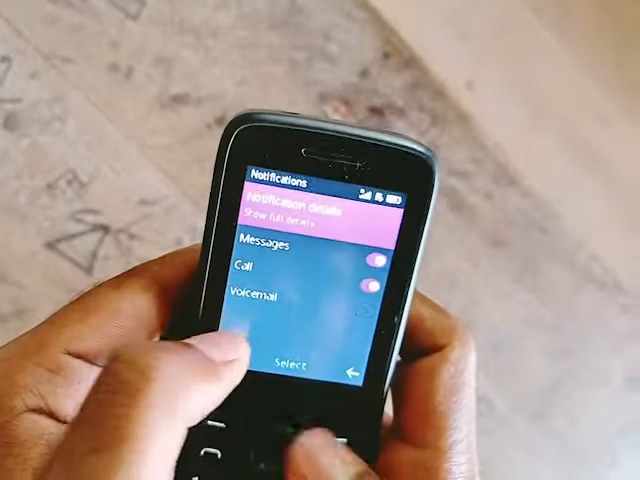 Notifications
Notification details
Show full details
Messages
Call
Voicemail
Select